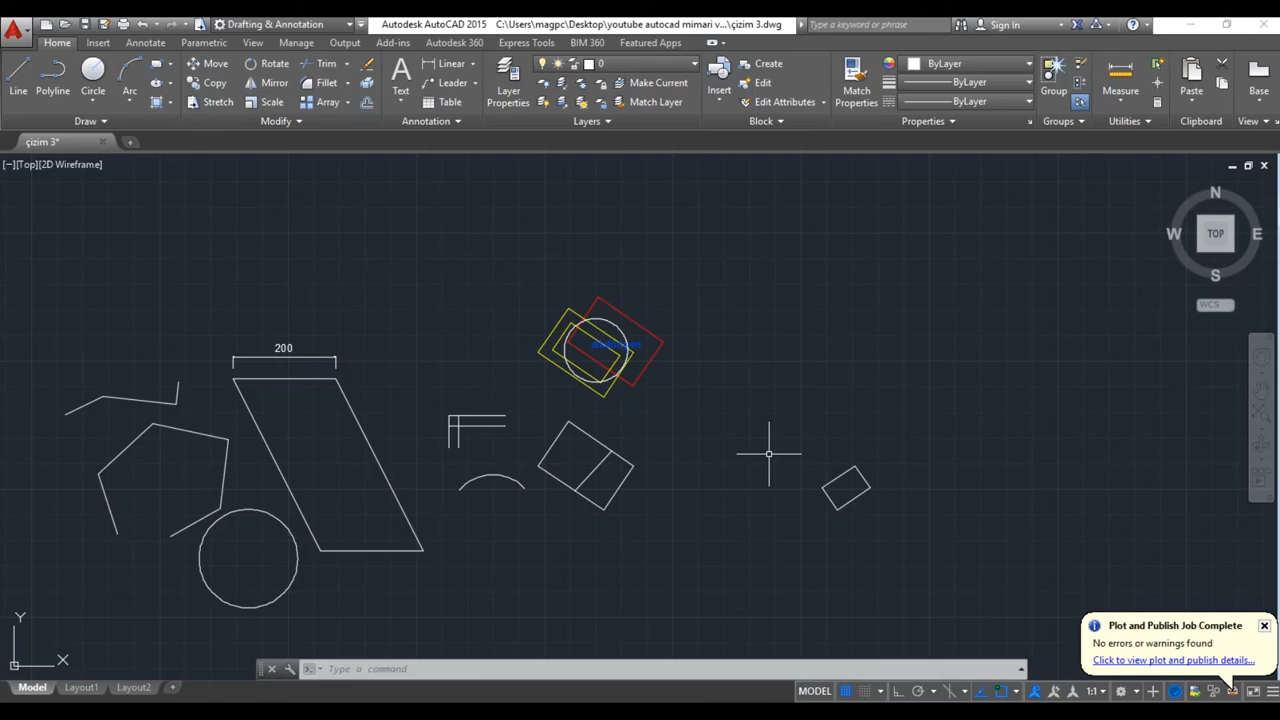 Drafting & Annotation
Autodesk AutoCAD 2015 C:\Users\magpc\Desktop\youtube autocad mimari v...\çizim 3.dwg
Type a keyword or phrase
Sign In
Home Insert Annotate Parametric View Manage Output Add-ins Autodesk 360 Express Tools BIM 360 Featured Apps
Line Polyline Circle Arc
Move Rotate Trim
Copy Mirror Fillet
Stretch Scale Array
Text Linear
Leader
Table
Layer Properties
0
Make Current
Match Layer
Insert Create
Edit
Edit Attributes
Match Properties
ByLayer
ByLayer
ByLayer
Group
Measure
Paste
Base
Draw Modify Annotation Layers Block Properties Groups Utilities Clipboard View
çizim 3*
[−][Top][2D Wireframe]
N
W TOP E
S
WCS
200
Y
X
Plot and Publish Job Complete
No errors or warnings found
Click to view plot and publish details...
Type a command
Model Layout1 Layout2
MODEL 1:1